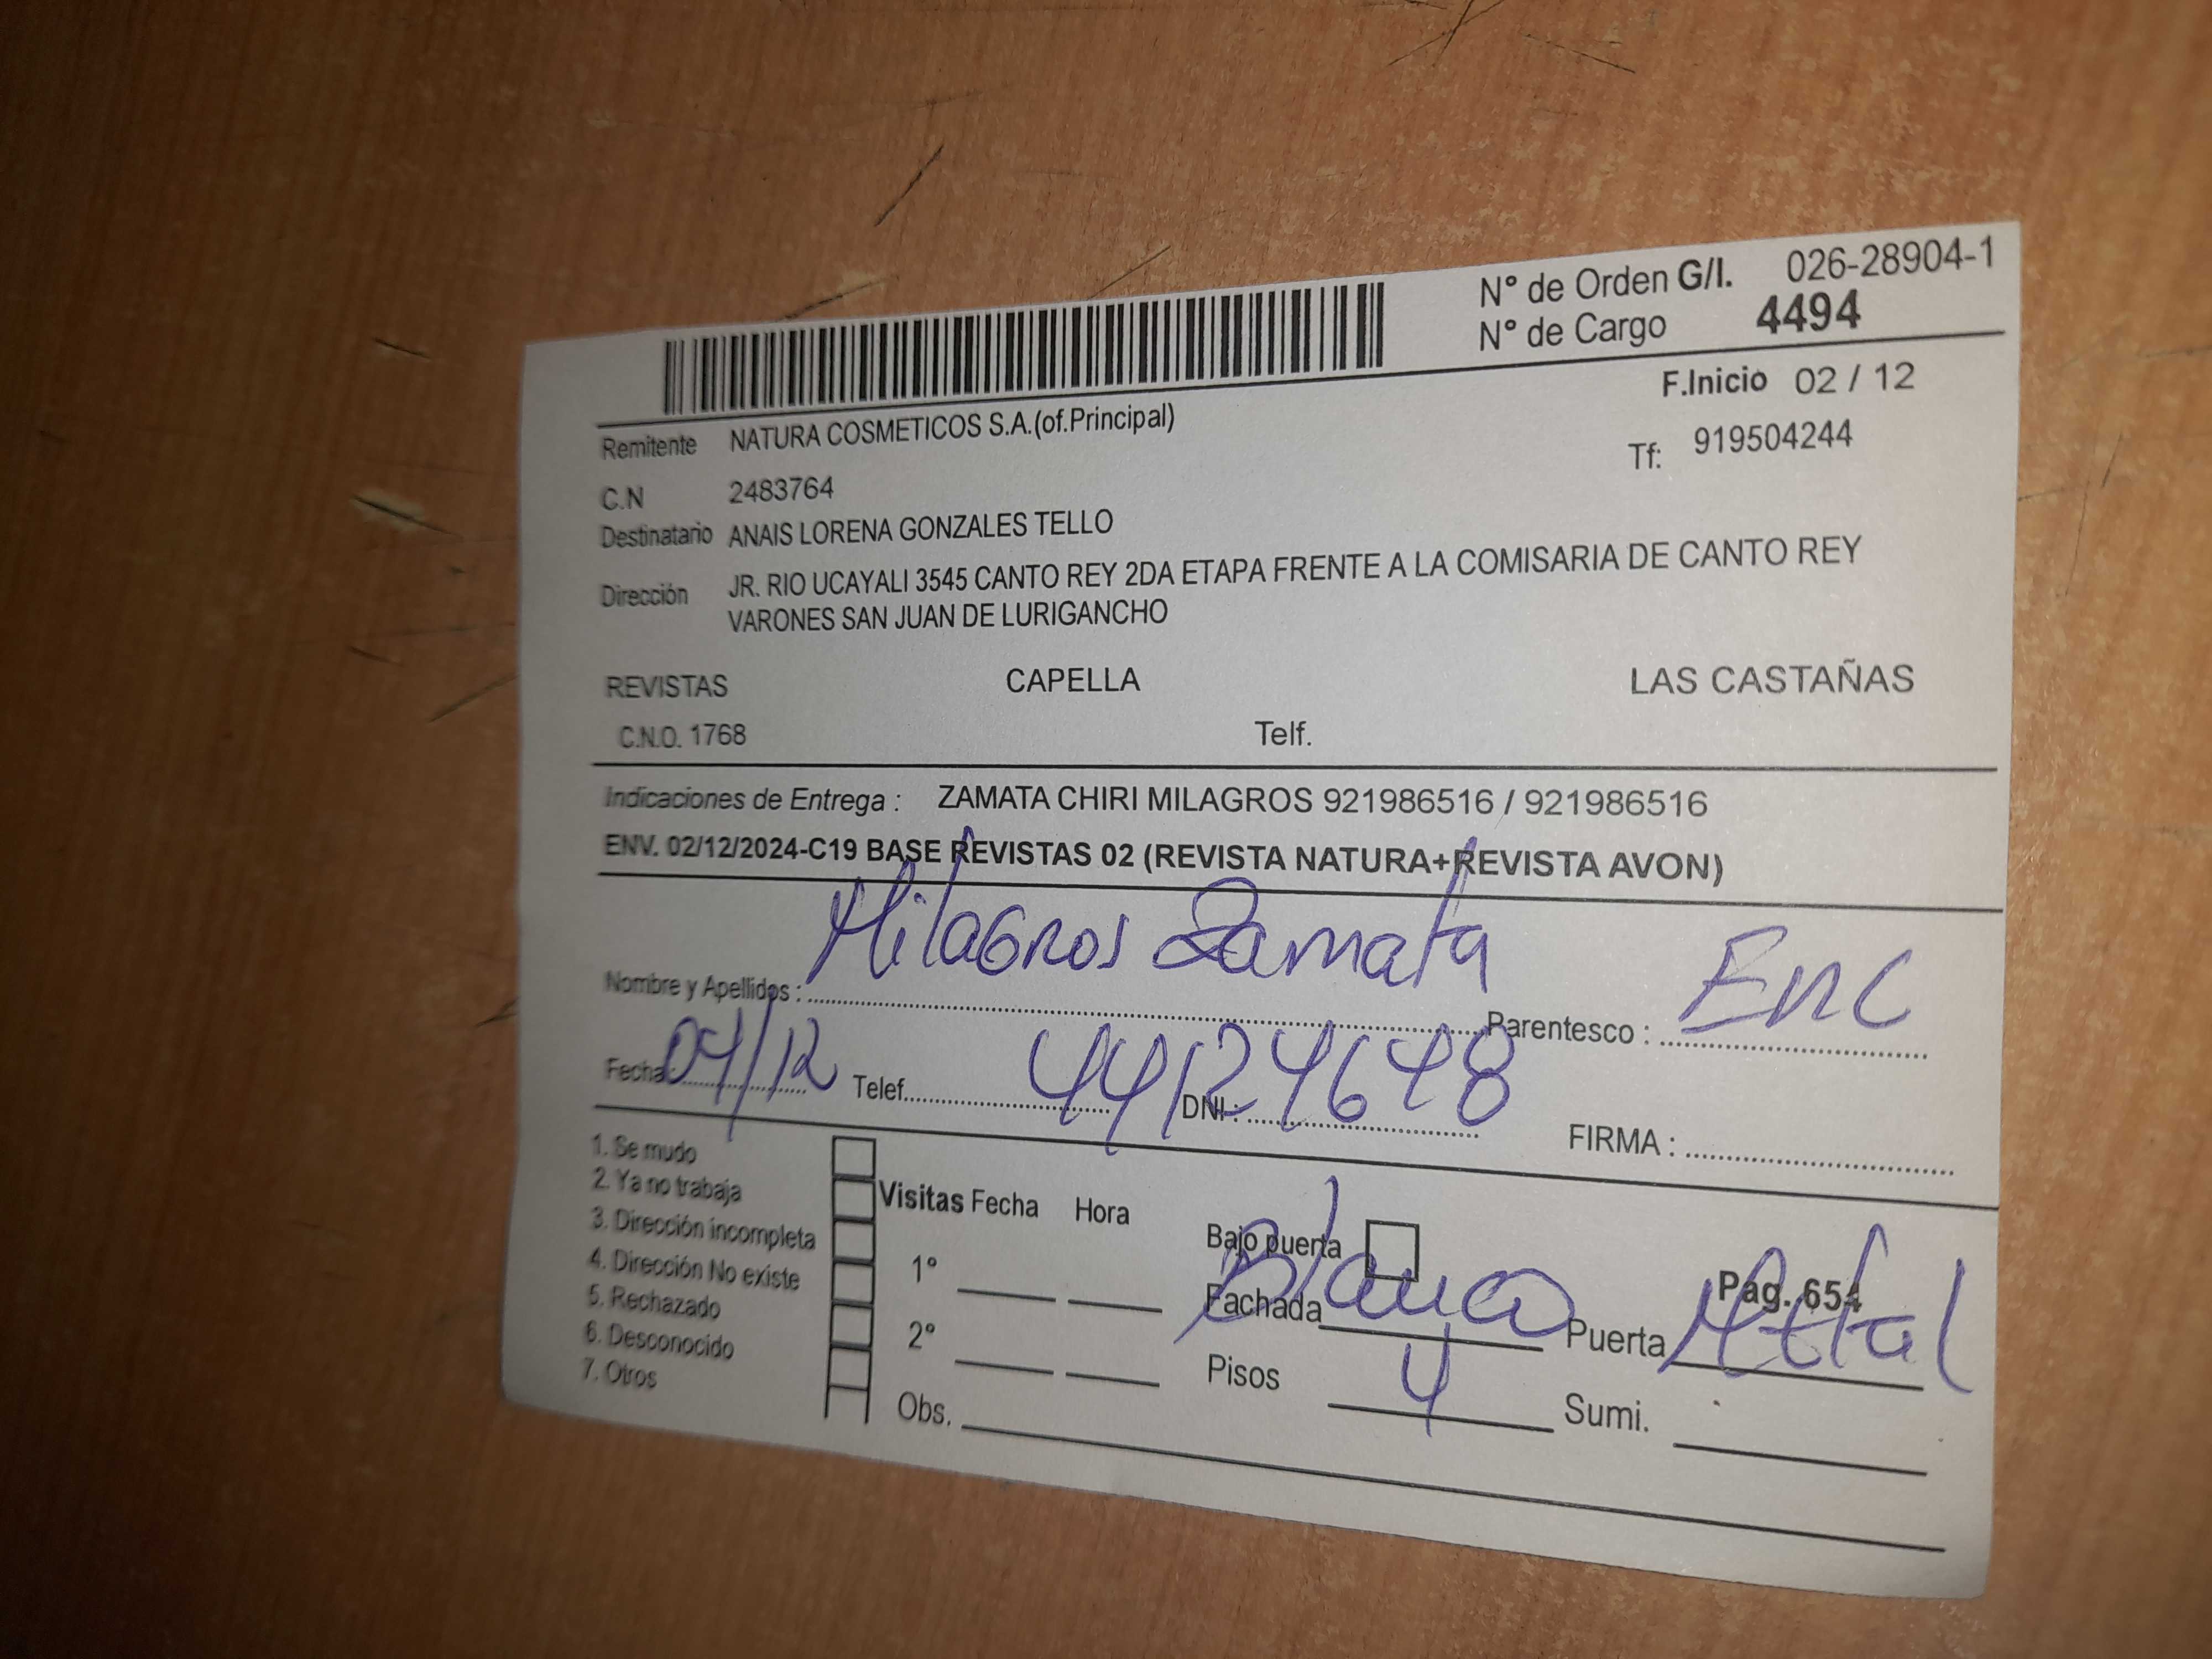 N° de Orden G/I. 026-28904-1
N° de Cargo 4494
F.Inicio 02 / 12
Remitente NATURA COSMETICOS S.A.(of.Principal)
Tf: 919504244
C.N 2483764
Destinatario ANAIS LORENA GONZALES TELLO
Dirección JR. RIO UCAYALI 3545 CANTO REY 2DA ETAPA FRENTE A LA COMISARIA DE CANTO REY
VARONES SAN JUAN DE LURIGANCHO
REVISTAS CAPELLA LAS CASTAÑAS
C.N.O. 1768 Telf.
Indicaciones de Entrega : ZAMATA CHIRI MILAGROS 921986516 / 921986516
ENV. 02/12/2024-C19 BASE REVISTAS 02 (REVISTA NATURA+REVISTA AVON)
Nombre y Apellidos : Milagros Zamata Parentesco : Enc
Fecha: 04/12 Telef. DNI : 44124648 FIRMA :
1. Se mudo
2. Ya no trabaja
3. Dirección incompleta
4. Dirección No existe
5. Rechazado
6. Desconocido
7. Otros
Visitas Fecha Hora
1°
2°
Obs.
Bajo puerta
Pag. 654
Fachada Blanca Puerta Metal
Pisos 4 Sumi.